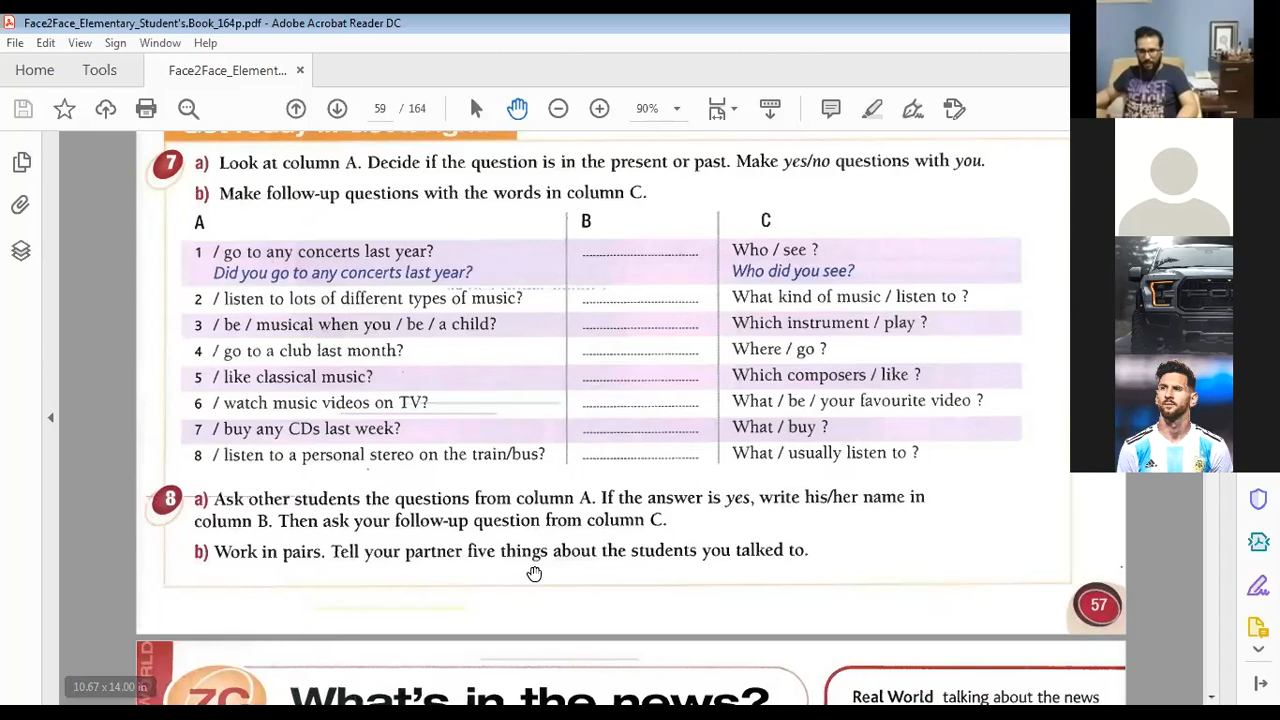 Face2Face_Elementary_Student's.Book_164p.pdf - Adobe Acrobat Reader DC
File Edit View Sign Window Help
Home Tools Face2Face_Element... ×
59 / 164 90%
7 a) Look at column A. Decide if the question is in the present or past. Make yes/no questions with you.
b) Make follow-up questions with the words in column C.
A B C
1 / go to any concerts last year? Who / see ?
Did you go to any concerts last year? Who did you see?
2 / listen to lots of different types of music? What kind of music / listen to ?
3 / be / musical when you / be / a child? Which instrument / play ?
4 / go to a club last month? Where / go ?
5 / like classical music? Which composers / like ?
6 / watch music videos on TV? What / be / your favourite video ?
7 / buy any CDs last week? What / buy ?
8 / listen to a personal stereo on the train/bus? What / usually listen to ?
8 a) Ask other students the questions from column A. If the answer is yes, write his/her name in
column B. Then ask your follow-up question from column C.
b) Work in pairs. Tell your partner five things about the students you talked to.
57
10.67 x 14.00 in
WORLD
7C What's in the news?
Real World talking about the news